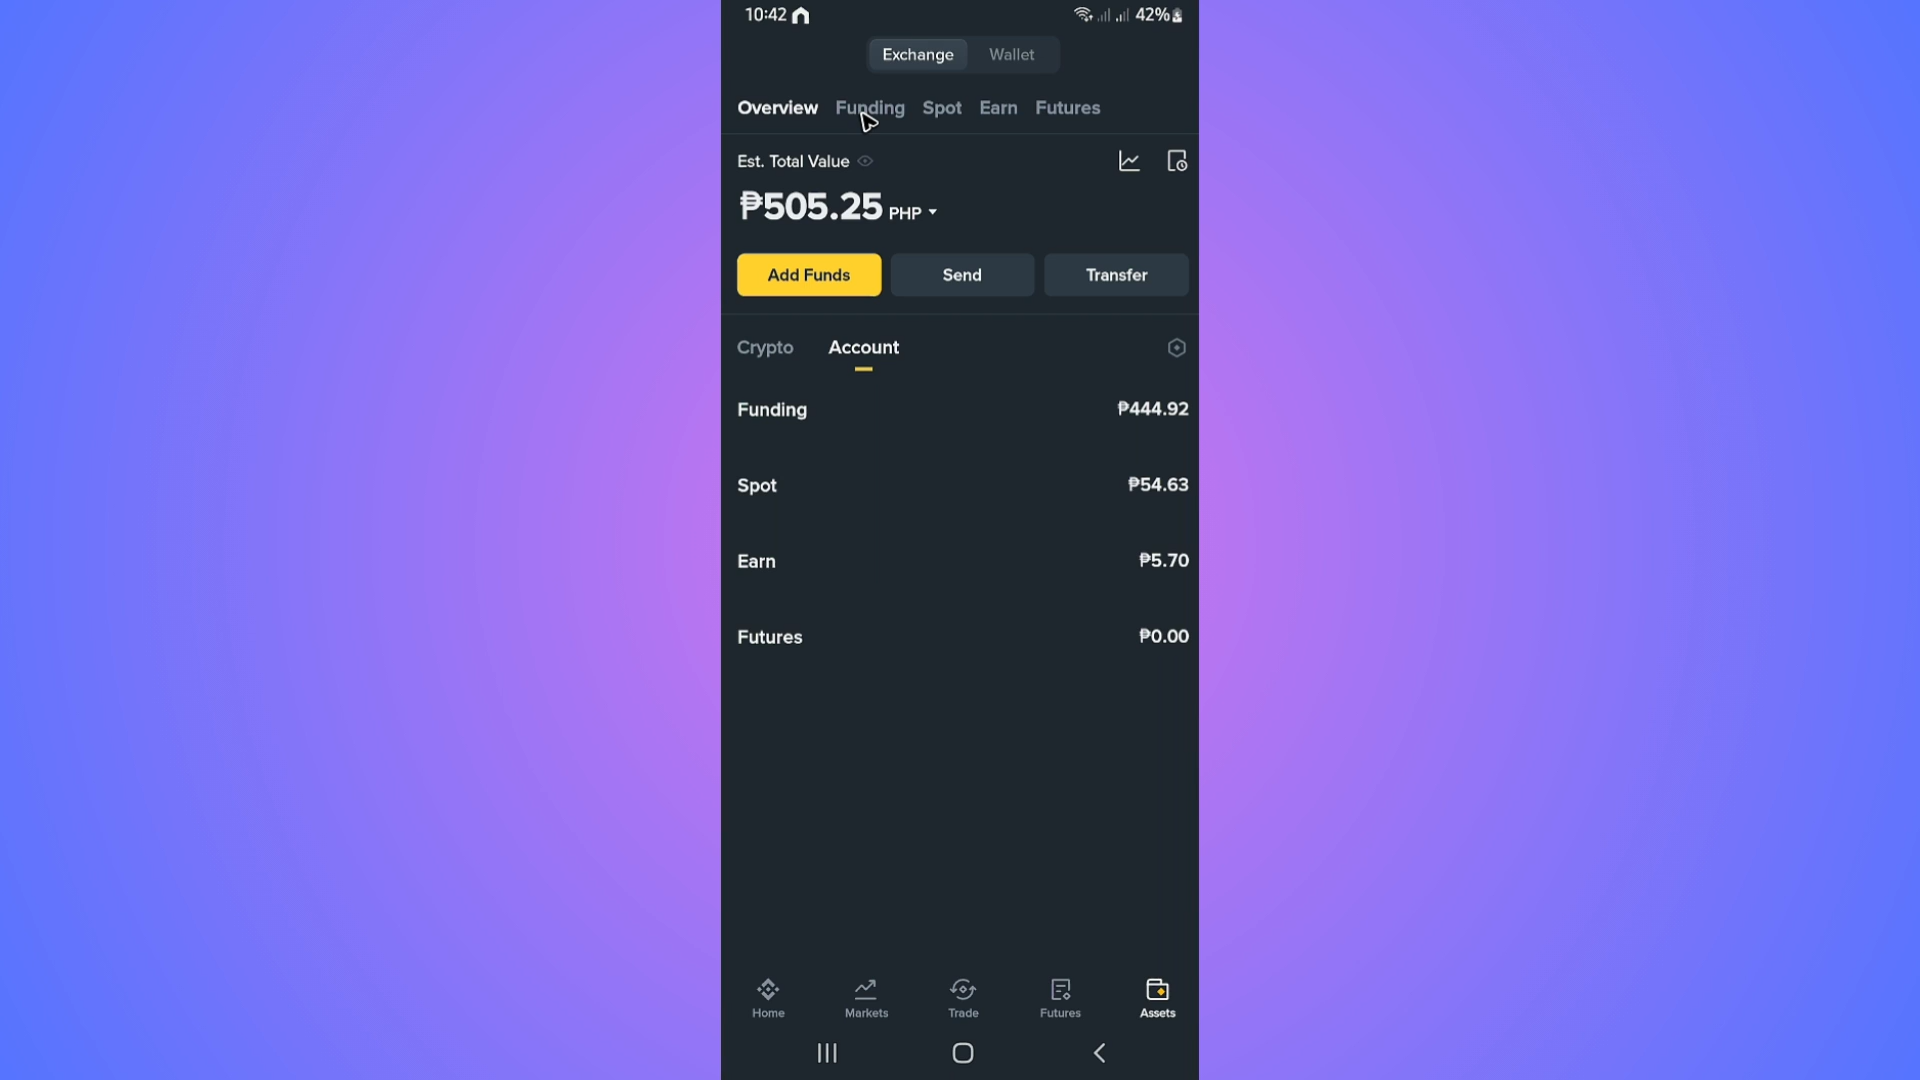 10:42 42%
Exchange Wallet
Overview Funding Spot Earn Futures
Est. Total Value
₱505.25 PHP
Add Funds Send Transfer
Crypto Account
Funding ₱444.92
Spot ₱54.63
Earn ₱5.70
Futures ₱0.00
Home Markets Trade Futures Assets